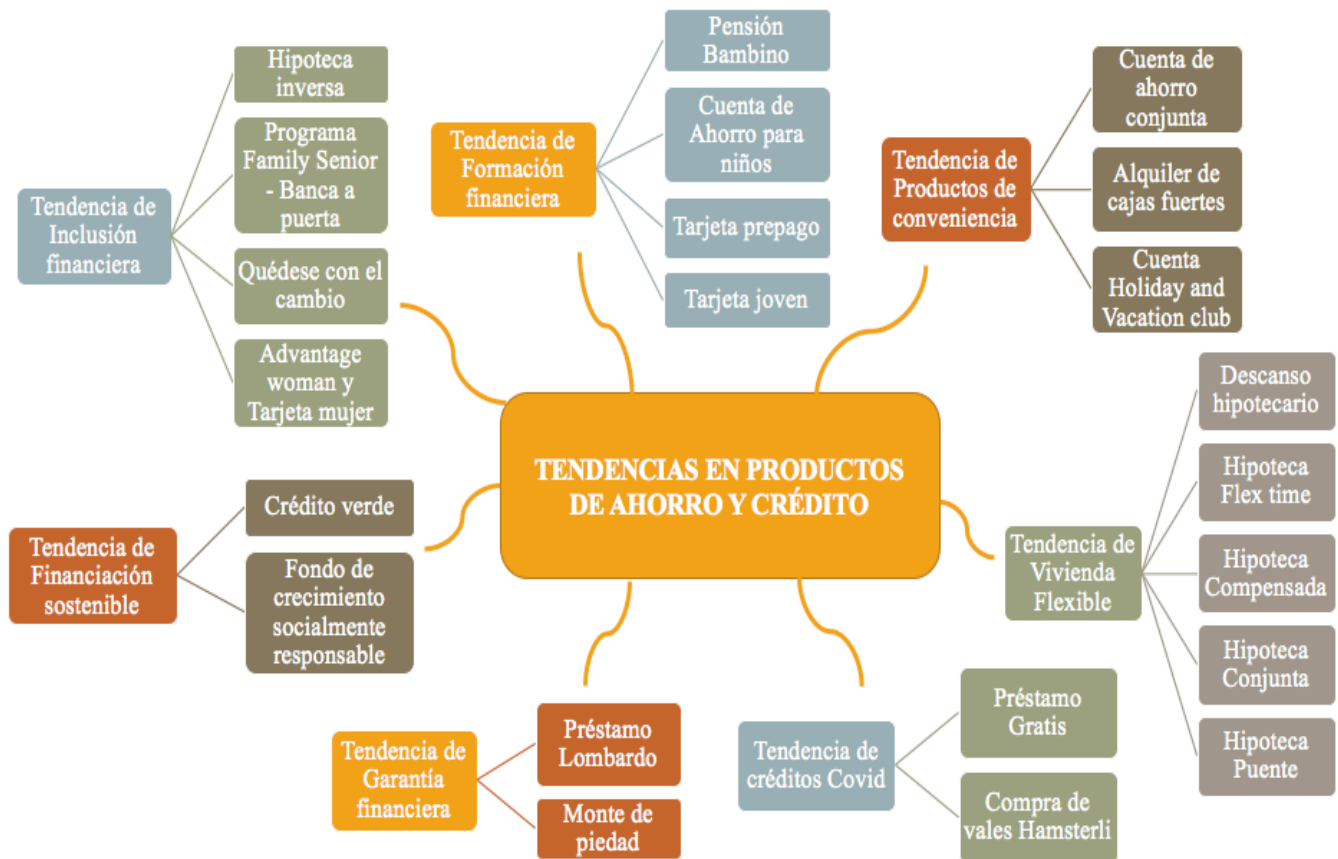 Hipoteca
inversa
Programa
Family Senior
- Banca a
puerta
Tendencia de
Inclusión
financiera
Quédese con el
cambio
Advantage
woman y
Tarjeta mujer
Pensión
Bambino
Cuenta de
Ahorro para
niños
Tendencia de
Formación
financiera
Tarjeta prepago
Tarjeta joven
Cuenta de
ahorro
conjunta
Tendencia de
Productos de
conveniencia
Alquiler de
cajas fuertes
Cuenta
Holiday and
Vacation club
TENDENCIAS EN PRODUCTOS
DE AHORRO Y CRÉDITO
Tendencia de
Financiación
sostenible
Crédito verde
Fondo de
crecimiento
socialmente
responsable
Tendencia de
Vivienda
Flexible
Descanso
hipotecario
Hipoteca
Flex time
Hipoteca
Compensada
Hipoteca
Conjunta
Hipoteca
Puente
Tendencia de
Garantía
financiera
Préstamo
Lombardo
Monte de
piedad
Tendencia de
créditos Covid
Préstamo
Gratis
Compra de
vales Hamsterli